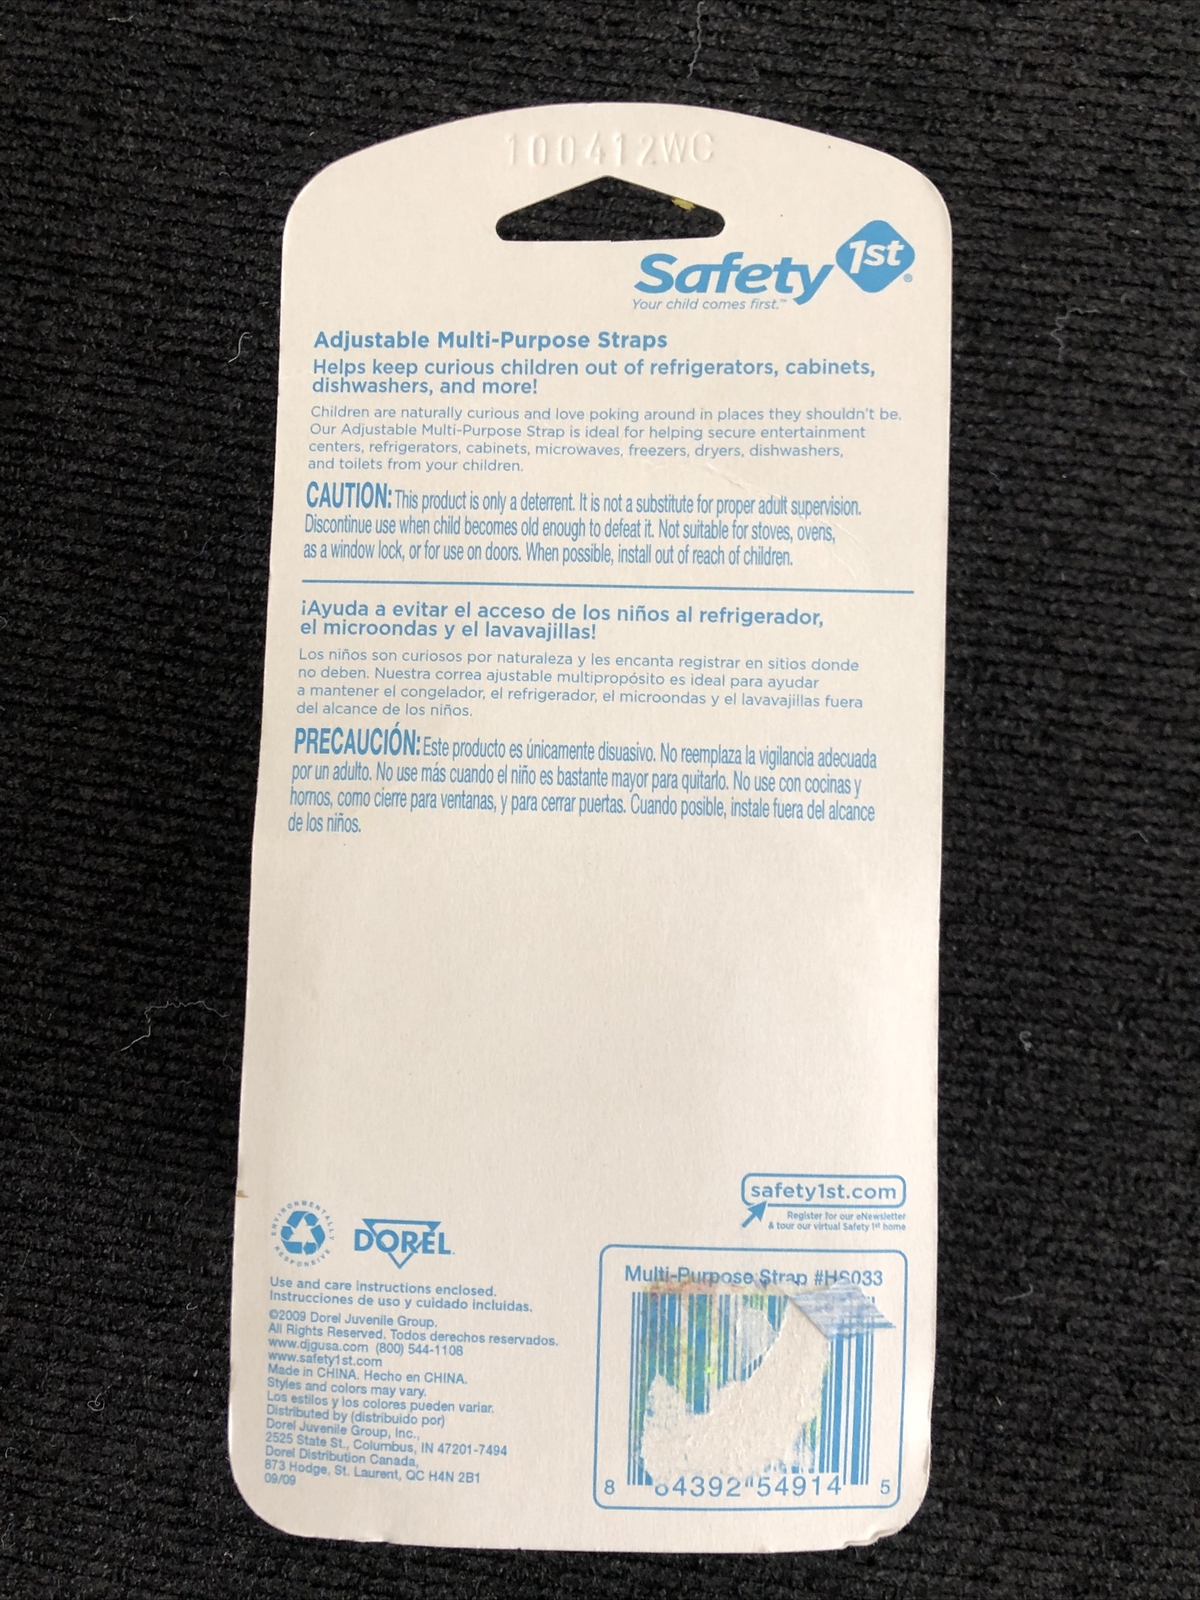 100412WC
Safety 1st®
Your child comes first.™
Adjustable Multi-Purpose Straps
Helps keep curious children out of refrigerators, cabinets,
dishwashers, and more!
Children are naturally curious and love poking around in places they shouldn't be.
Our Adjustable Multi-Purpose Strap is ideal for helping secure entertainment
centers, refrigerators, cabinets, microwaves, freezers, dryers, dishwashers,
and toilets from your children.
CAUTION: This product is only a deterrent. It is not a substitute for proper adult supervision.
Discontinue use when child becomes old enough to defeat it. Not suitable for stoves, ovens,
as a window lock, or for use on doors. When possible, install out of reach of children.
¡Ayuda a evitar el acceso de los niños al refrigerador,
el microondas y el lavavajillas!
Los niños son curiosos por naturaleza y les encanta registrar en sitios donde
no deben. Nuestra correa ajustable multipropósito es ideal para ayudar
a mantener el congelador, el refrigerador, el microondas y el lavavajillas fuera
del alcance de los niños.
PRECAUCIÓN: Este producto es únicamente disuasivo. No reemplaza la vigilancia adecuada
por un adulto. No use más cuando el niño es bastante mayor para quitarlo. No use con cocinas y
hornos, como cierre para ventanas, y para cerrar puertas. Cuando posible, instale fuera del alcance
de los niños.
safety1st.com
Register for our eNewsletter
& tour our virtual Safety 1st home
ENVIRONMENTALLY RESPONSIVE
DOREL
Use and care instructions enclosed.
Instrucciones de uso y cuidado incluidas.
©2009 Dorel Juvenile Group.
All Rights Reserved. Todos derechos reservados.
www.djgusa.com (800) 544-1108
www.safety1st.com
Made in CHINA. Hecho en CHINA.
Styles and colors may vary.
Los estilos y los colores pueden variar.
Distributed by (distribuido por)
Dorel Juvenile Group, Inc.,
2525 State St., Columbus, IN 47201-7494
Dorel Distribution Canada,
873 Hodge, St. Laurent, QC H4N 2B1
09/09
Multi-Purpose Strap #HS033
8 84392 54914 5